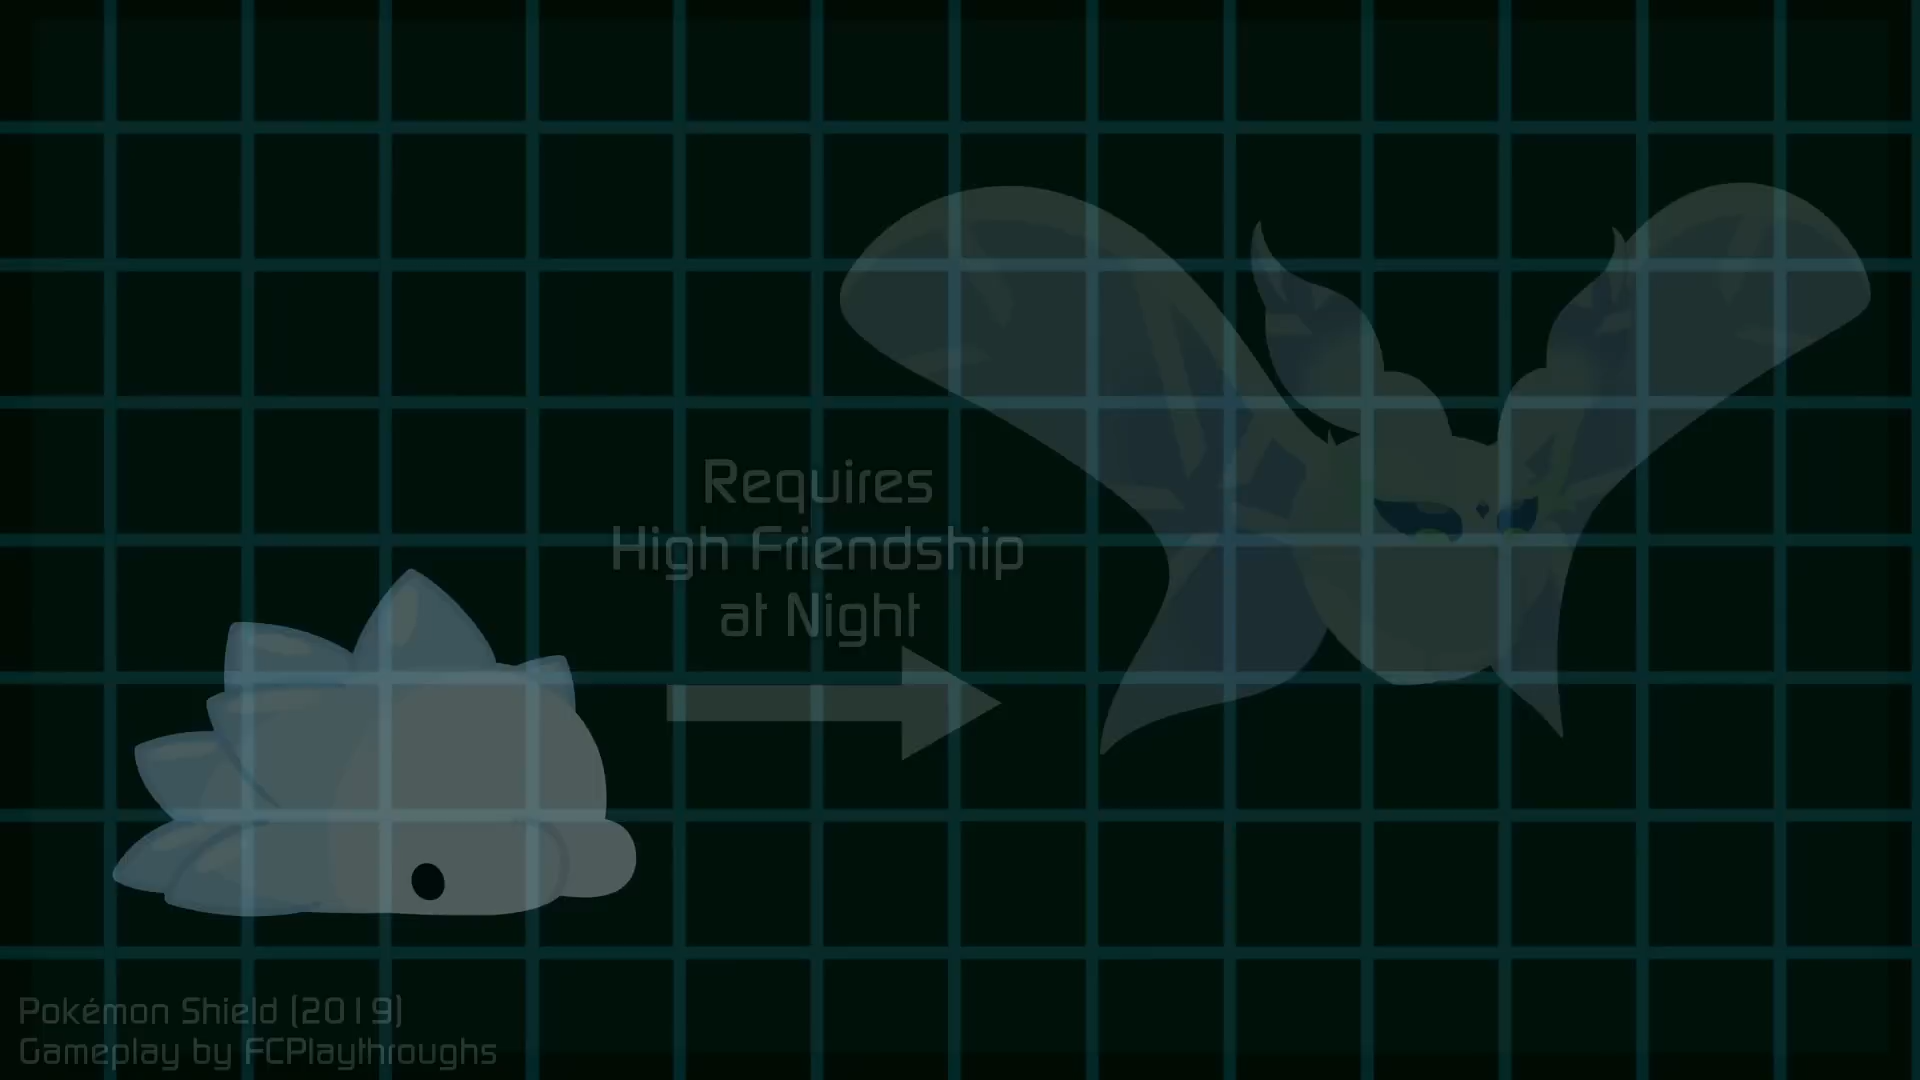 Requires
High Friendship
at Night
Pokémon Shield (2019)
Gameplay by FCPlaythroughs